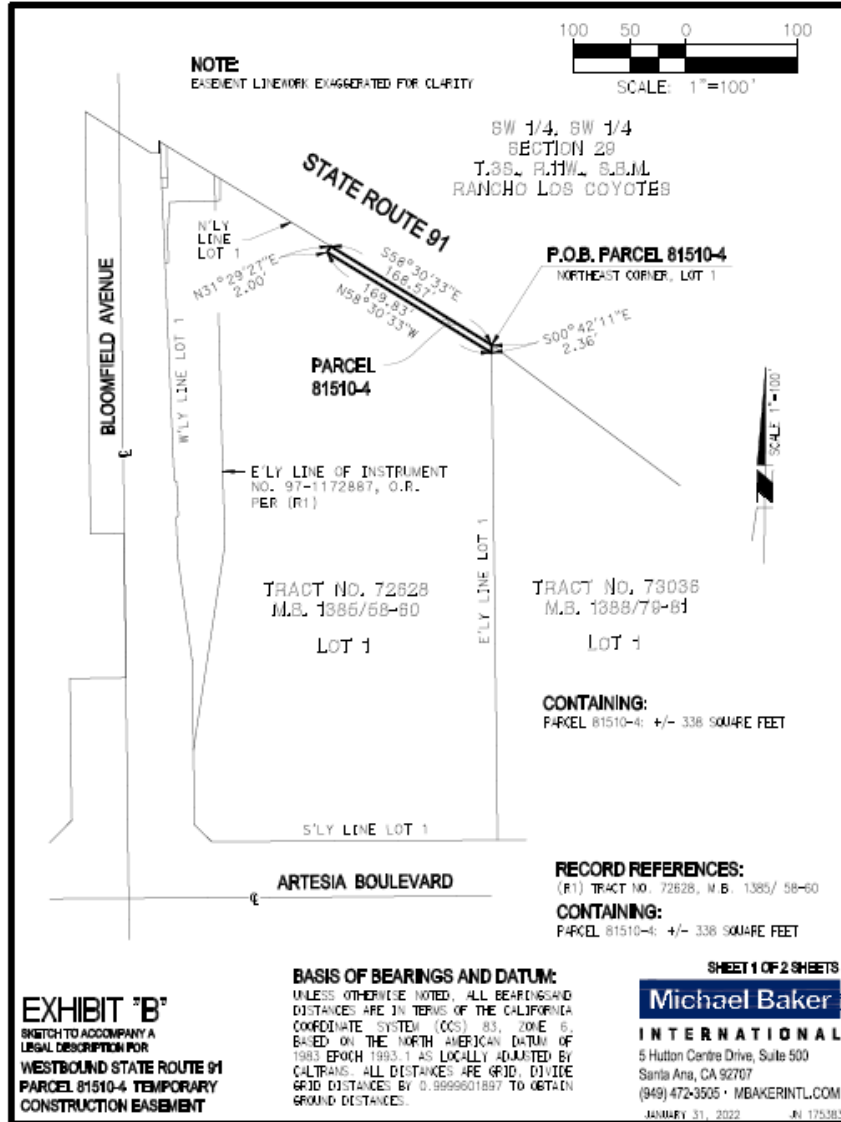 100 50 0 100
SCALE: 1"=100'
NOTE:
EASEMENT LINEWORK EXAGGERATED FOR CLARITY
SW 1/4, SW 1/4
SECTION 29
T.3S., R.11W., S.B.M.
RANCHO LOS COYOTES
STATE ROUTE 91
N'LY
LINE
LOT 1
N31°29'27"E
2.00'
S58°30'33"E
168.57'
169.83'
N58°30'33"W
P.O.B. PARCEL 81510-4
NORTHEAST CORNER, LOT 1
S00°42'11"E
2.36'
PARCEL
81510-4
BLOOMFIELD AVENUE
W'LY LINE LOT 1
SCALE 1"=100'
E'LY LINE OF INSTRUMENT
NO. 97-1172887, O.R.
PER (R1)
E'LY LINE LOT 1
TRACT NO. 72628
M.B. 1385/58-60
LOT 1
TRACT NO. 73036
M.B. 1388/79-81
LOT 1
CONTAINING:
PARCEL 81510-4: +/- 338 SQUARE FEET
S'LY LINE LOT 1
ARTESIA BOULEVARD
RECORD REFERENCES:
(R1) TRACT NO. 72628, M.B. 1385/ 58-60
CONTAINING:
PARCEL 81510-4: +/- 338 SQUARE FEET
EXHIBIT "B"
SKETCH TO ACCOMPANY A
LEGAL DESCRIPTION FOR
WESTBOUND STATE ROUTE 91
PARCEL 81510-4 TEMPORARY
CONSTRUCTION EASEMENT
BASIS OF BEARINGS AND DATUM:
UNLESS OTHERWISE NOTED, ALL BEARINGSAND
DISTANCES ARE IN TERMS OF THE CALIFORNIA
COORDINATE SYSTEM (CCS) 83, ZONE 6,
BASED ON THE NORTH AMERICAN DATUM OF
1983 EPOCH 1993.1 AS LOCALLY ADJUSTED BY
CALTRANS. ALL DISTANCES ARE GRID, DIVIDE
GRID DISTANCES BY 0.9999601897 TO OBTAIN
GROUND DISTANCES.
SHEET 1 OF 2 SHEETS
Michael Baker
INTERNATIONAL
5 Hutton Centre Drive, Suite 500
Santa Ana, CA 92707
(949) 472-3505 · MBAKERINTL.COM
JANUARY 31, 2022 JN 175383